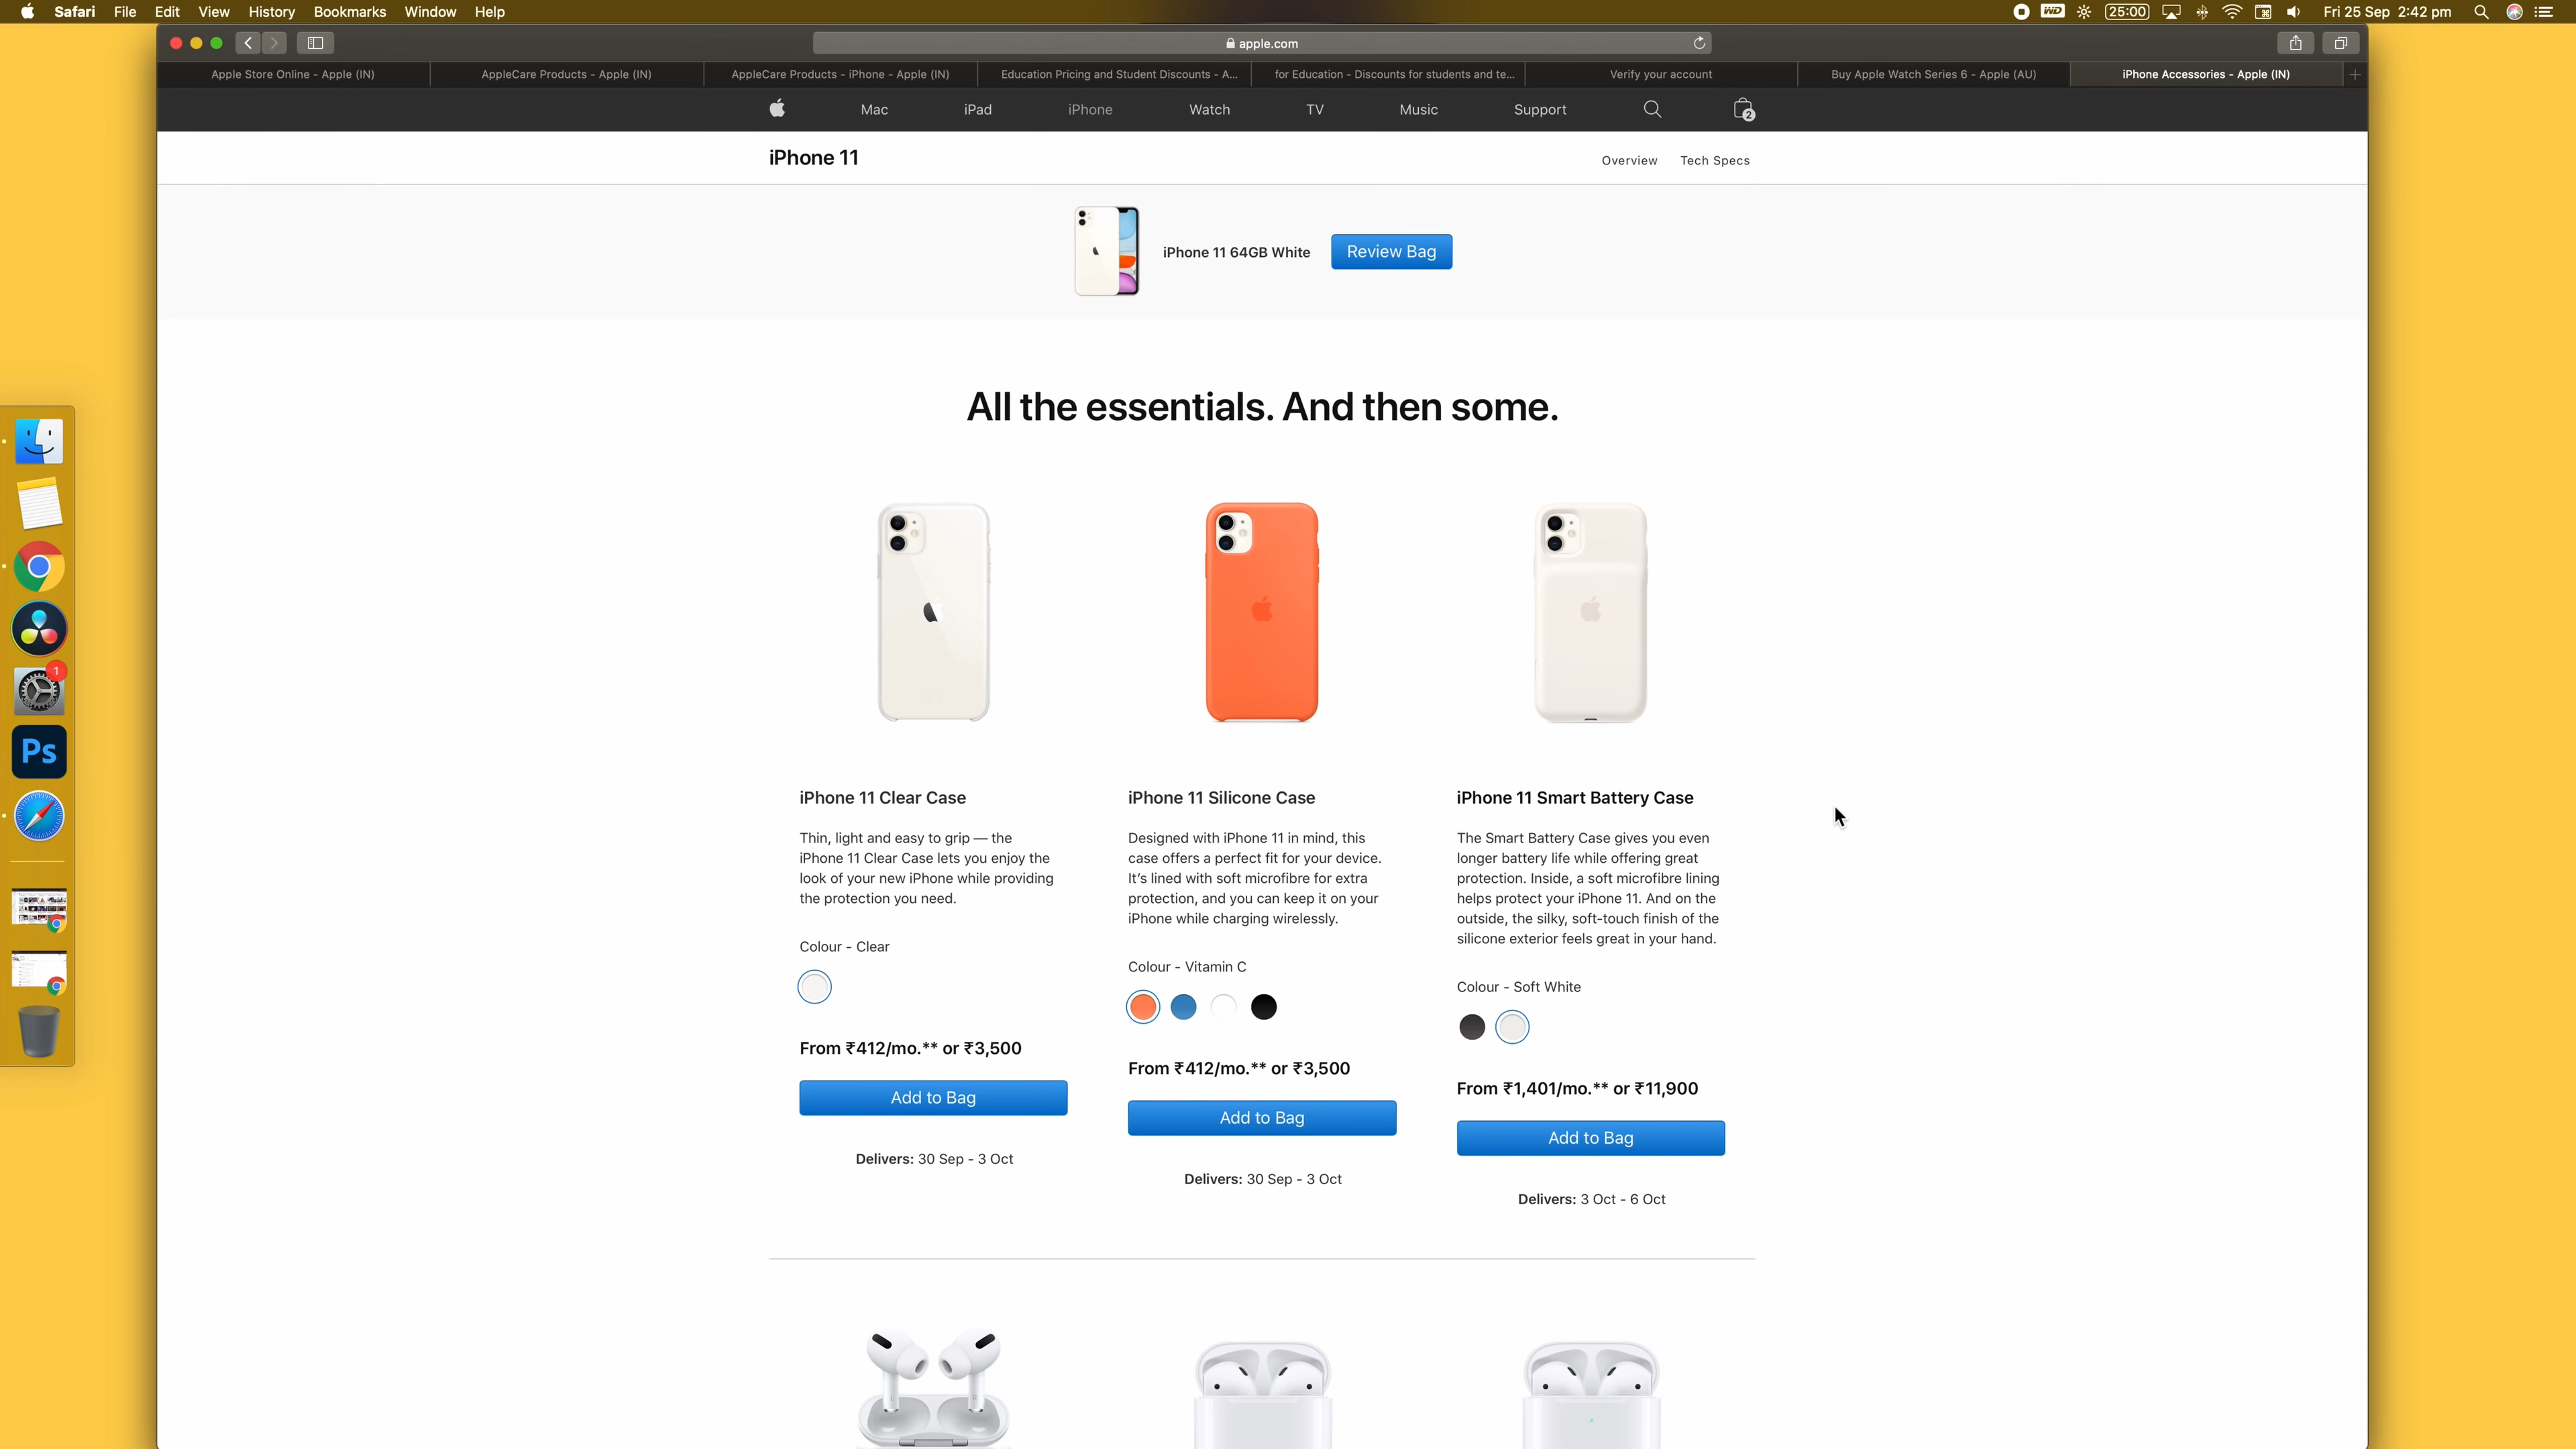 Safari File Edit View History Bookmarks Window Help
WD 25:00 Fri 25 Sep 2:42 pm
apple.com
Apple Store Online - Apple (IN)
AppleCare Products - Apple (IN)
AppleCare Products - iPhone - Apple (IN)
Education Pricing and Student Discounts - A...
for Education - Discounts for students and te...
Verify your account
Buy Apple Watch Series 6 - Apple (AU)
iPhone Accessories - Apple (IN)
Mac iPad iPhone Watch TV Music Support 2
iPhone 11
Overview Tech Specs
iPhone 11 64GB White Review Bag
All the essentials. And then some.
iPhone 11 Clear Case
Thin, light and easy to grip — the
iPhone 11 Clear Case lets you enjoy the
look of your new iPhone while providing
the protection you need.
Colour - Clear
From ₹412/mo.** or ₹3,500
Add to Bag
Delivers: 30 Sep - 3 Oct
iPhone 11 Silicone Case
Designed with iPhone 11 in mind, this
case offers a perfect fit for your device.
It's lined with soft microfibre for extra
protection, and you can keep it on your
iPhone while charging wirelessly.
Colour - Vitamin C
From ₹412/mo.** or ₹3,500
Add to Bag
Delivers: 30 Sep - 3 Oct
iPhone 11 Smart Battery Case
The Smart Battery Case gives you even
longer battery life while offering great
protection. Inside, a soft microfibre lining
helps protect your iPhone 11. And on the
outside, the silky, soft-touch finish of the
silicone exterior feels great in your hand.
Colour - Soft White
From ₹1,401/mo.** or ₹11,900
Add to Bag
Delivers: 3 Oct - 6 Oct
1
Ps